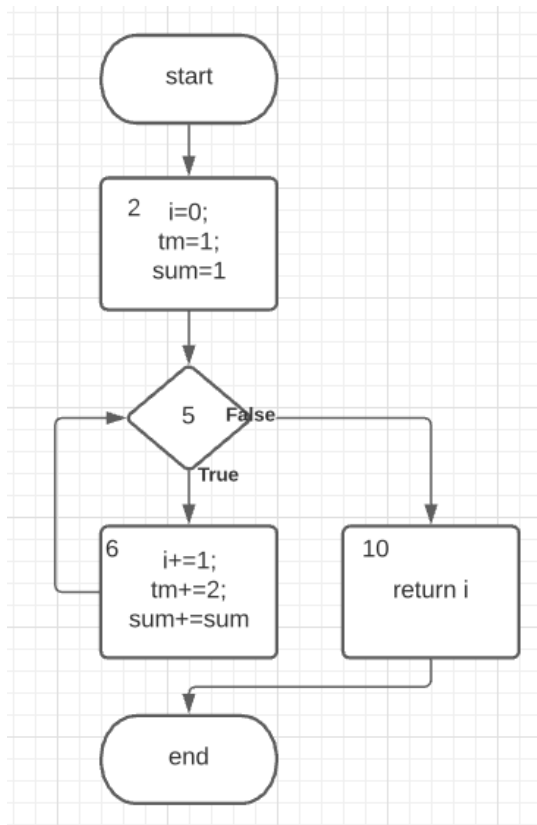 start
2
i=0;
tm=1;
sum=1
5
False
True
6
i+=1;
tm+=2;
sum+=sum
10
return i
end